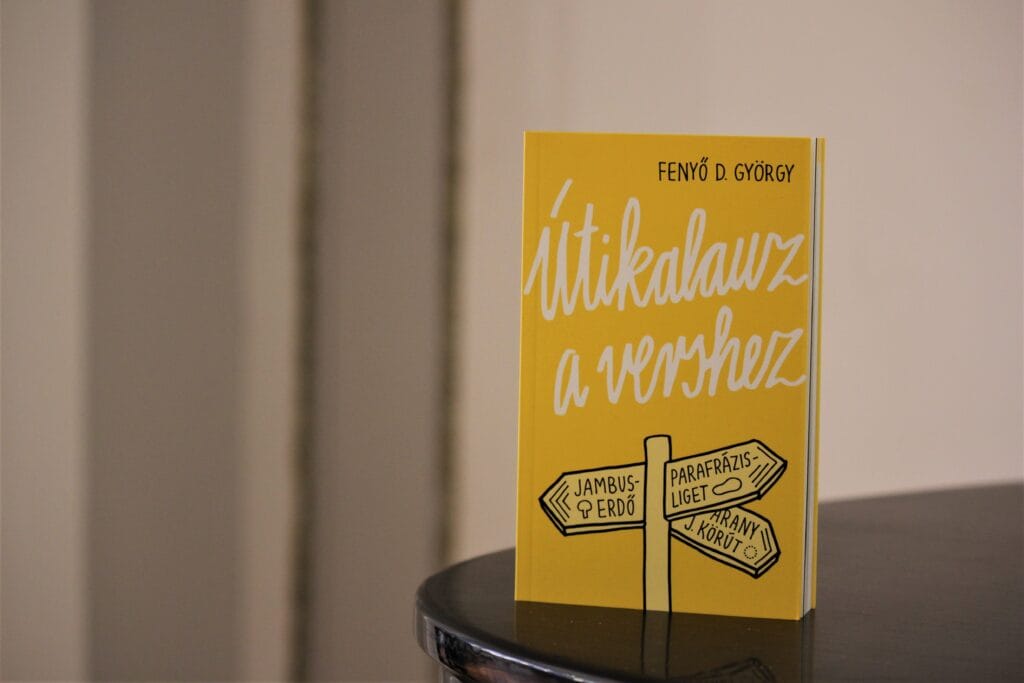 FENYŐ D. GYÖRGY
Útikalauz
a vershez
JAMBUS-
ERDŐ
PARAFRÁZIS-
LIGET
ARANY
J. KÖRÚT